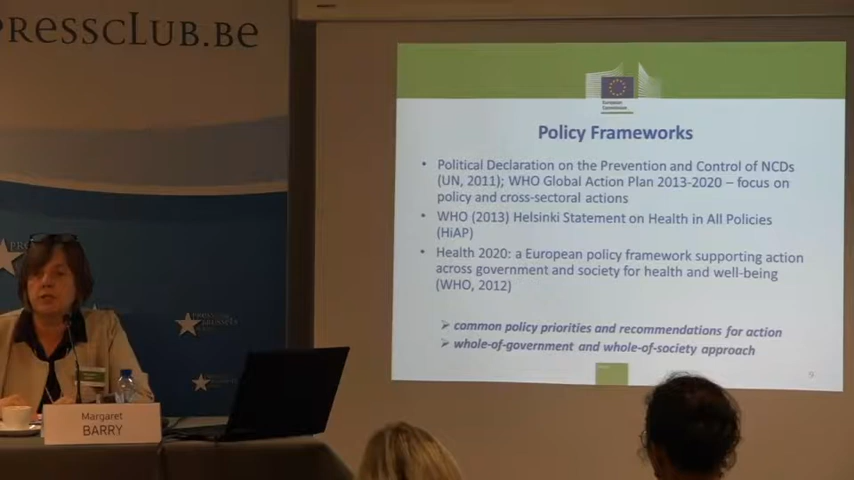 PRESSCLUB.BE
European
Commission
Policy Frameworks
• Political Declaration on the Prevention and Control of NCDs
(UN, 2011); WHO Global Action Plan 2013-2020 – focus on
policy and cross-sectoral actions
• WHO (2013) Helsinki Statement on Health in All Policies
(HiAP)
• Health 2020: a European policy framework supporting action
across government and society for health and well-being
(WHO, 2012)
➢ common policy priorities and recommendations for action
➢ whole-of-government and whole-of-society approach
9
Margaret
BARRY